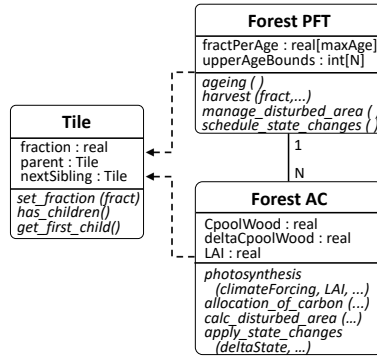 Forest PFT
fractPerAge : real[maxAge]
upperAgeBounds : int[N]
ageing ( )
harvest (fract,...)
manage_disturbed_area (
schedule_state_changes ( )
Tile
fraction : real
parent : Tile
nextSibling : Tile
set_fraction (fract)
has_children()
get_first_child()
1
N
Forest AC
CpoolWood : real
deltaCpoolWood : real
LAI : real
photosynthesis
(climateForcing, LAI, ...)
allocation_of_carbon (...)
calc_disturbed_area (...)
apply_state_changes
(deltaState, ...)